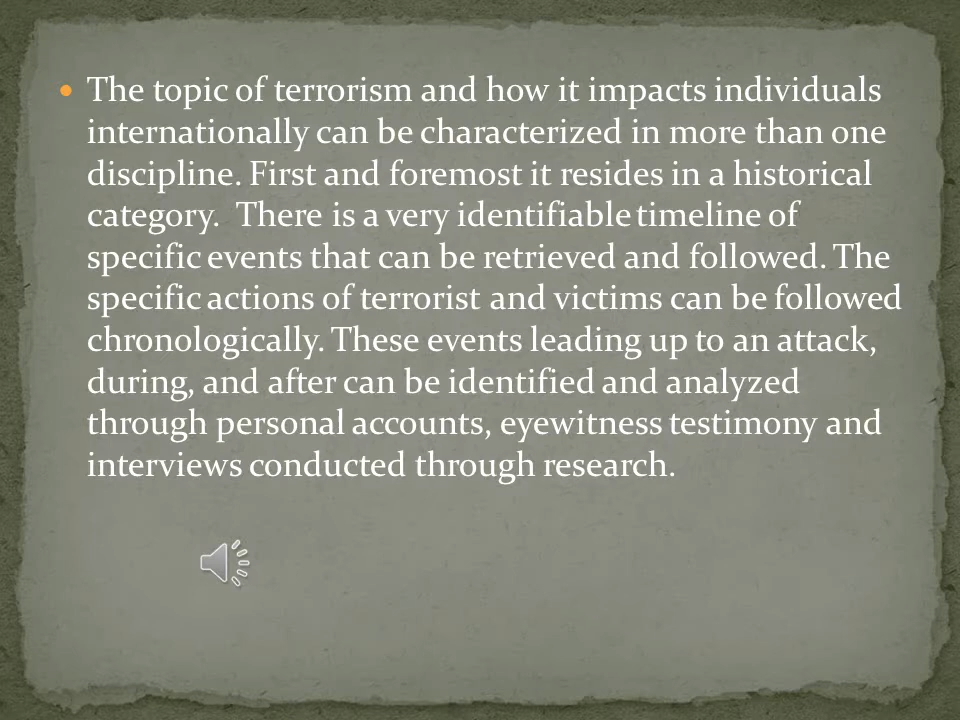 The topic of terrorism and how it impacts individuals
internationally can be characterized in more than one
discipline. First and foremost it resides in a historical
category.  There is a very identifiable timeline of
specific events that can be retrieved and followed. The
specific actions of terrorist and victims can be followed
chronologically. These events leading up to an attack,
during, and after can be identified and analyzed
through personal accounts, eyewitness testimony and
interviews conducted through research.